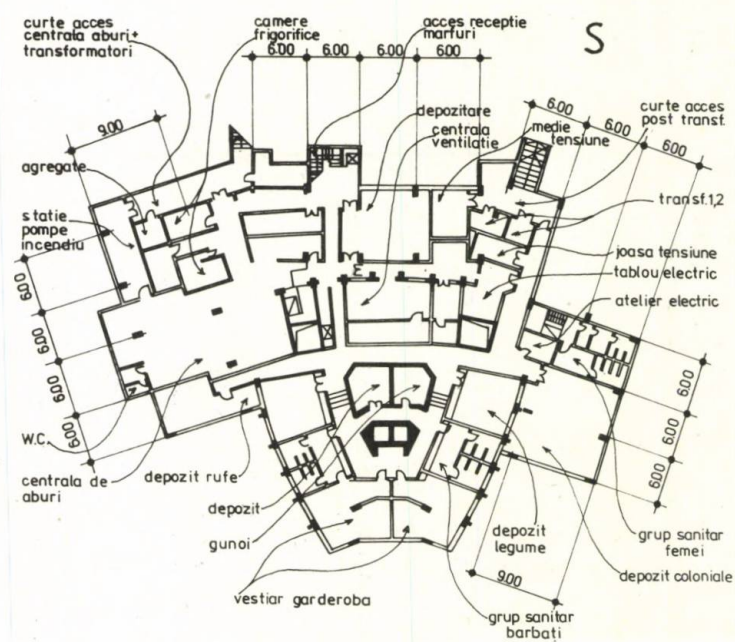 curte acces
centrala aburi+
transformatori
camere
frigorifice
acces receptie
marfuri
S
6.00
6.00
6.00
6.00
depozitare
centrala
ventilatie
medie
tensiune
6.00
6.00
6.00
curte acces
post transf.
9.00
agregate
statie
pompe
incendiu
transf.1,2
joasa tensiune
tablou electric
atelier electric
6.00
6.00
6.00
6.00
6.00
6.00
6.00
W.C.
centrala de
aburi
depozit rufe
depozit
gunoi
vestiar garderoba
depozit
legume
grup sanitar
femei
depozit coloniale
9.00
grup sanitar
barbati